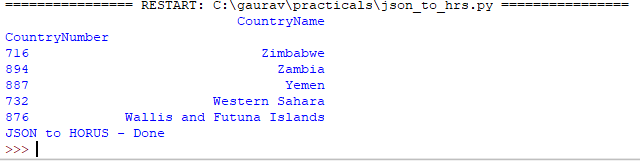 ================ RESTART: C:\gaurav\practicals\json_to_hrs.py ================
CountryName
CountryNumber
716 Zimbabwe
894 Zambia
887 Yemen
732 Western Sahara
876 Wallis and Futuna Islands
JSON to HORUS - Done
>>>